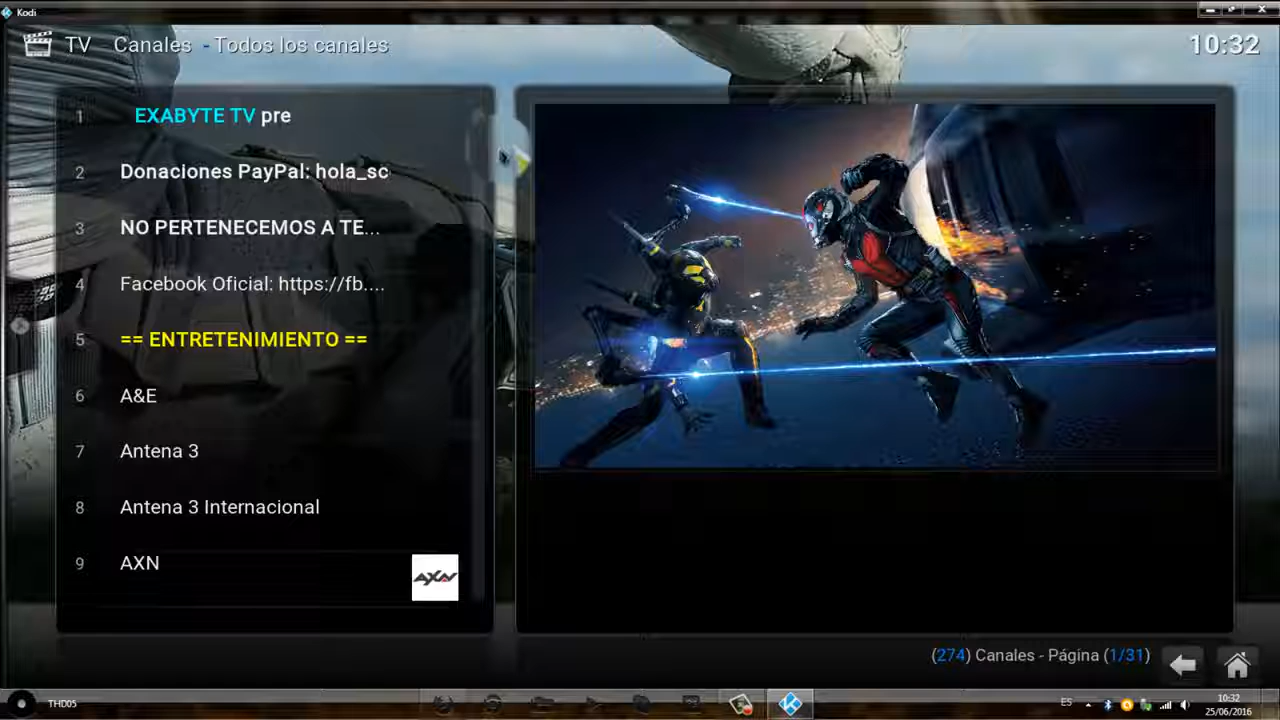 Kodi
TV Canales - Todos los canales
10:32
1 EXABYTE TV pre
2 Donaciones PayPal: hola_sc
3 NO PERTENECEMOS A TE...
4 Facebook Oficial: https://fb....
5 == ENTRETENIMIENTO ==
6 A&E
7 Antena 3
8 Antena 3 Internacional
9 AXN
AXN
(274) Canales - Página (1/31)
THD05
ES
10:32
25/06/2016